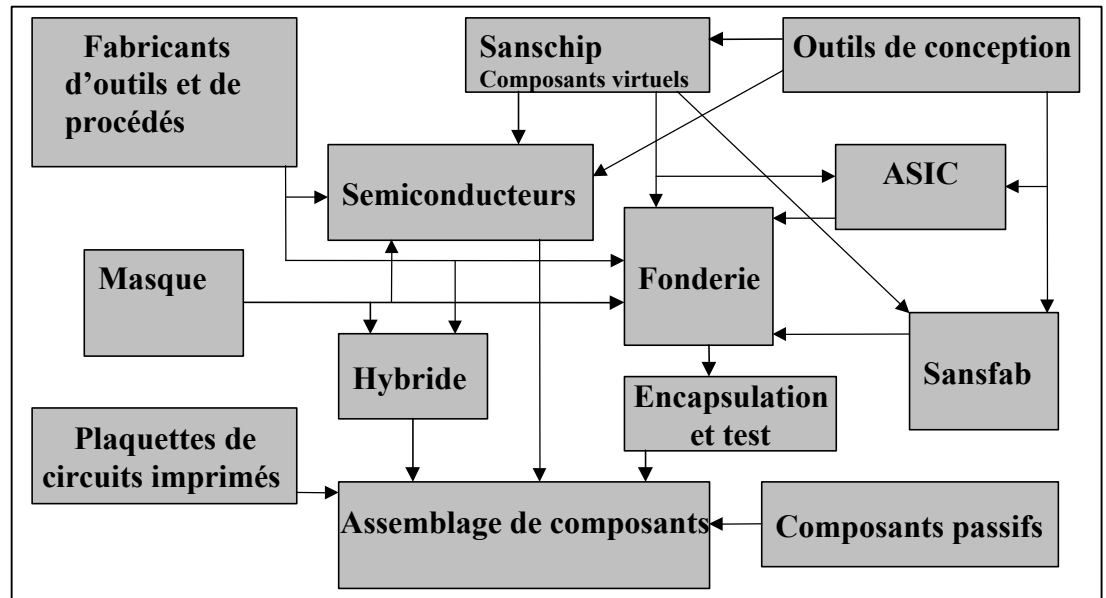 Fabricants
d’outils et de
procédés
Sanschip
Composants virtuels
Outils de conception
Semiconducteurs
ASIC
Masque
Fonderie
Hybride
Sansfab
Encapsulation
et test
Plaquettes de
circuits imprimés
Assemblage de composants
Composants passifs